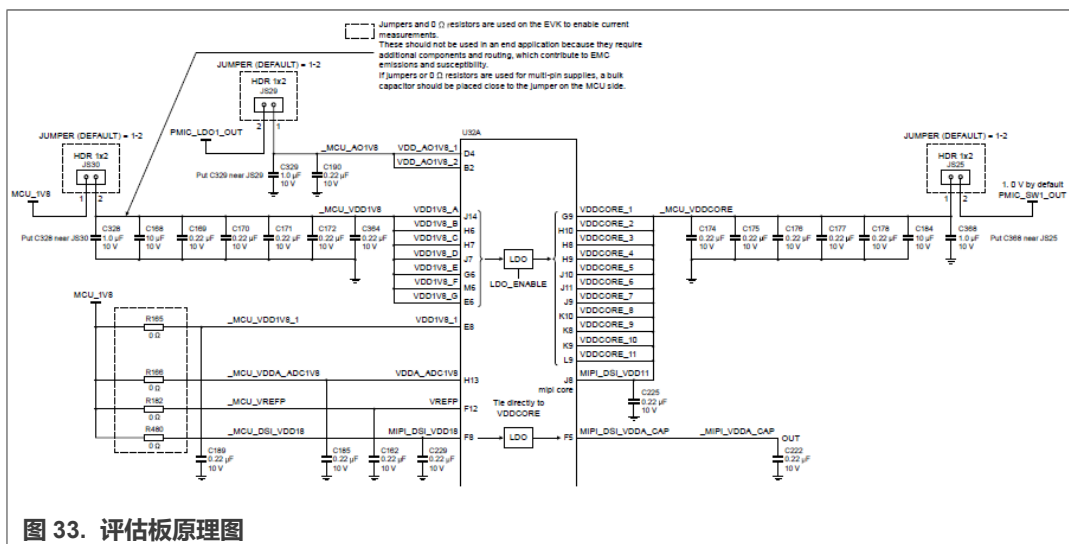 Jumpers and 0 Ω resistors are used on the EVK to enable current
measurements.
These should not be used in an end application because they require
additional components and routing, which contribute to EMC
emissions and susceptibility.
If jumpers or 0 Ω resistors are used for multi-pin supplies, a bulk
capacitor should be placed close to the jumper on the MCU side.
JUMPER (DEFAULT) = 1-2
HDR 1x2
JS29
2 1
PMIC_LDO1_OUT
U32A
_MCU_AO1V8
VDD_AO1V8_1
D4
VDD_AO1V8_2
B2
Put C329 near JS29
C329
1.0 µF
10 V
C190
0.22 µF
10 V
JUMPER (DEFAULT) = 1-2
HDR 1x2
JS30
1 2
MCU_1V8
Put C328 near JS30
C328
1.0 µF
10 V
C168
10 µF
10 V
C169
0.22 µF
10 V
C170
0.22 µF
10 V
C171
0.22 µF
10 V
C172
0.22 µF
10 V
C364
0.22 µF
10 V
_MCU_VDD1V8
VDD1V8_A
J14
VDD1V8_B
H6
VDD1V8_C
H7
VDD1V8_D
J7
VDD1V8_E
G6
VDD1V8_F
M6
VDD1V8_G
E6
LDO
LDO_ENABLE
G9
VDDCORE_1
H10
VDDCORE_2
H8
VDDCORE_3
H9
VDDCORE_4
J10
VDDCORE_5
J11
VDDCORE_6
J9
VDDCORE_7
K10
VDDCORE_8
K8
VDDCORE_9
K9
VDDCORE_10
L9
VDDCORE_11
J8
MIPI_DSI_VDD11
mipi core
_MCU_VDDCORE
C174
0.22 µF
10 V
C175
0.22 µF
10 V
C176
0.22 µF
10 V
C177
0.22 µF
10 V
C178
0.22 µF
10 V
C184
10 µF
10 V
C368
1.0 µF
10 V
Put C368 near JS25
JUMPER (DEFAULT) = 1-2
HDR 1x2
JS25
1 2
1. 0 V by default
PMIC_SW1_OUT
C225
0.22 µF
10 V
MCU_1V8
R165
0 Ω
_MCU_VDD1V8_1
VDD1V8_1
E8
R166
0 Ω
_MCU_VDDA_ADC1V8
VDDA_ADC1V8
H13
R182
0 Ω
_MCU_VREFP
VREFP
F12
R480
0 Ω
_MCU_DSI_VDD18
MIPI_DSI_VDD18
F8
Tie directly to
VDDCORE
LDO
F5
MIPI_DSI_VDDA_CAP
_MIPI_VDDA_CAP
OUT
C189
0.22 µF
10 V
C185
0.22 µF
10 V
C162
0.22 µF
10 V
C229
0.22 µF
10 V
C222
0.22 µF
10 V
图 33. 评估板原理图